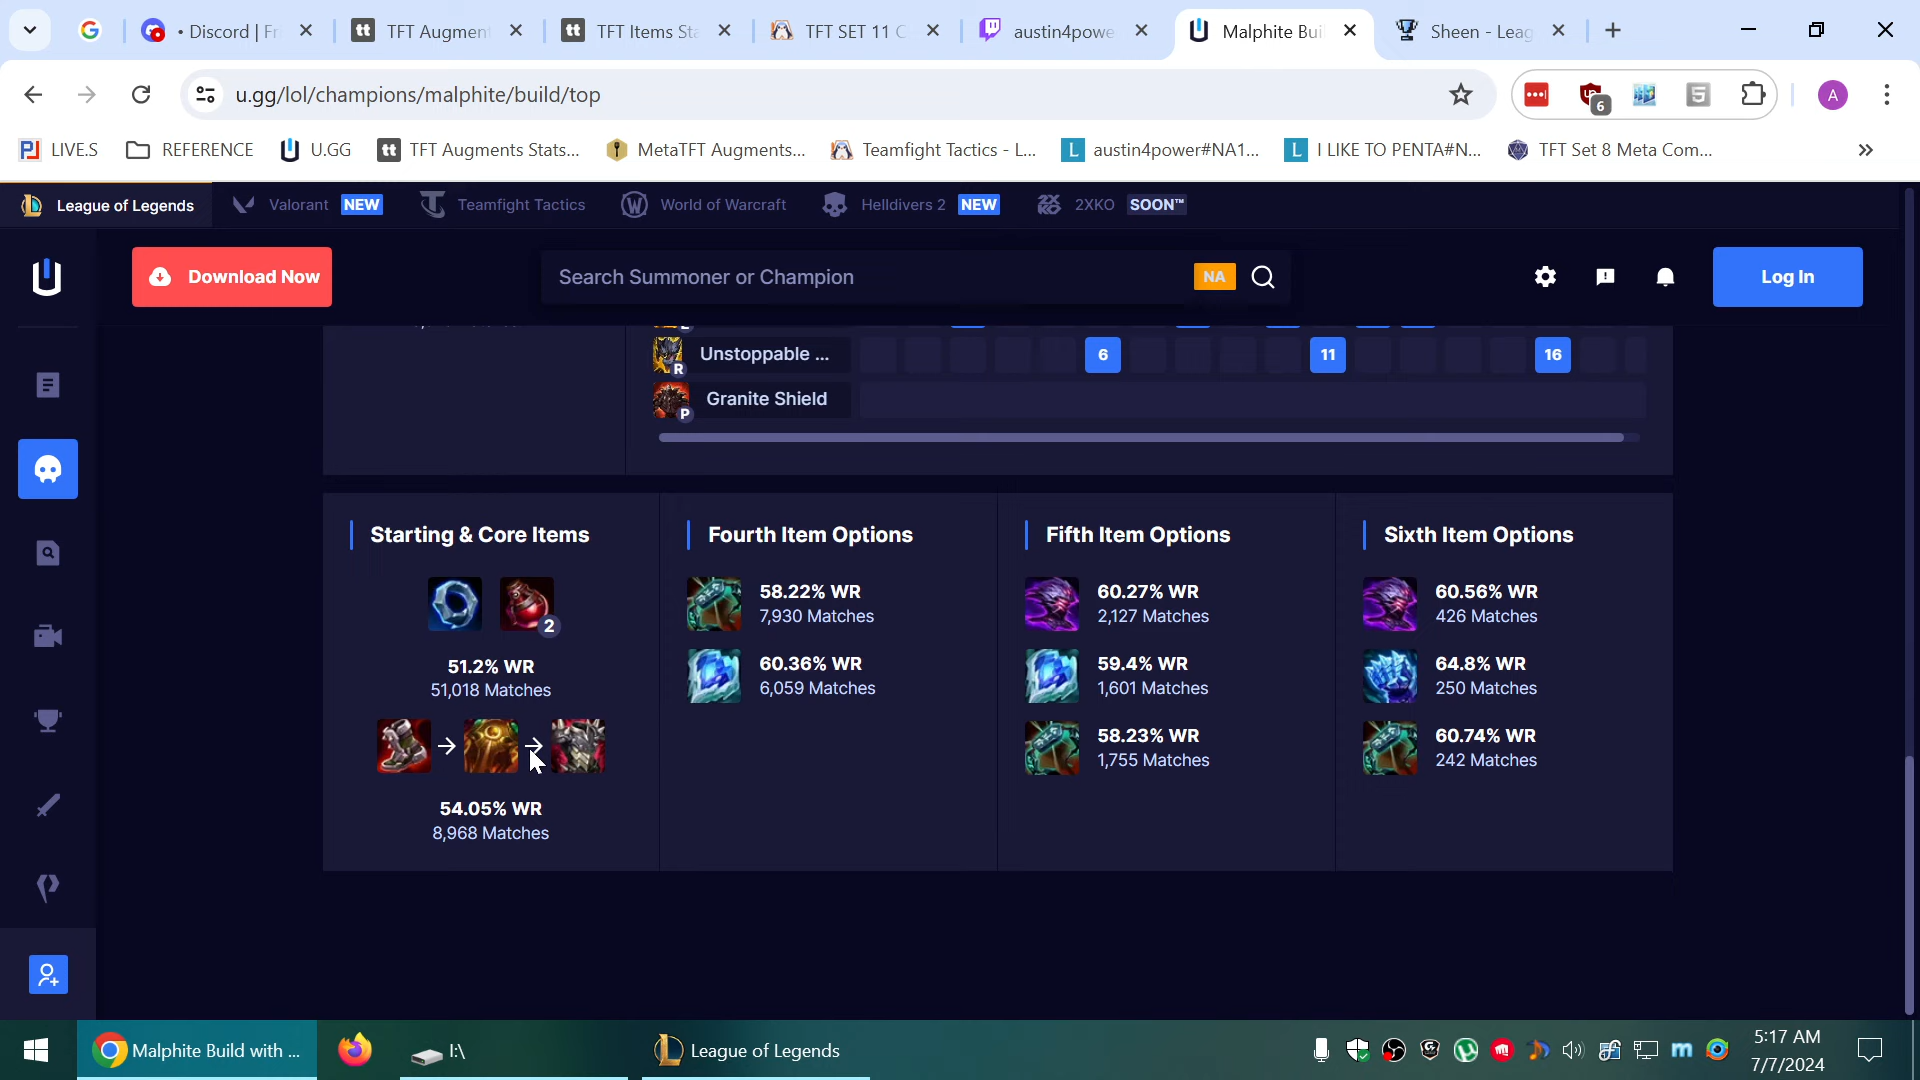 • Discord | Fr
TFT Augment
TFT Items Sta
TFT SET 11 C
austin4powe
Malphite Buil
Sheen - Leag
u.gg/lol/champions/malphite/build/top
6
A
LIVE.S
REFERENCE
U.GG
TFT Augments Stats...
MetaTFT Augments...
Teamfight Tactics - L...
L austin4power#NA1...
L I LIKE TO PENTA#N...
TFT Set 8 Meta Com...
»
League of Legends
Valorant NEW
Teamfight Tactics
World of Warcraft
Helldivers 2 NEW
2XKO SOON™
Download Now
Search Summoner or Champion
NA
Log In
R Unstoppable ... 6 11 16
P Granite Shield
Starting & Core Items
2
51.2% WR
51,018 Matches
54.05% WR
8,968 Matches
Fourth Item Options
58.22% WR
7,930 Matches
60.36% WR
6,059 Matches
Fifth Item Options
60.27% WR
2,127 Matches
59.4% WR
1,601 Matches
58.23% WR
1,755 Matches
Sixth Item Options
60.56% WR
426 Matches
64.8% WR
250 Matches
60.74% WR
242 Matches
Malphite Build with ...
I:\
League of Legends
5:17 AM
7/7/2024